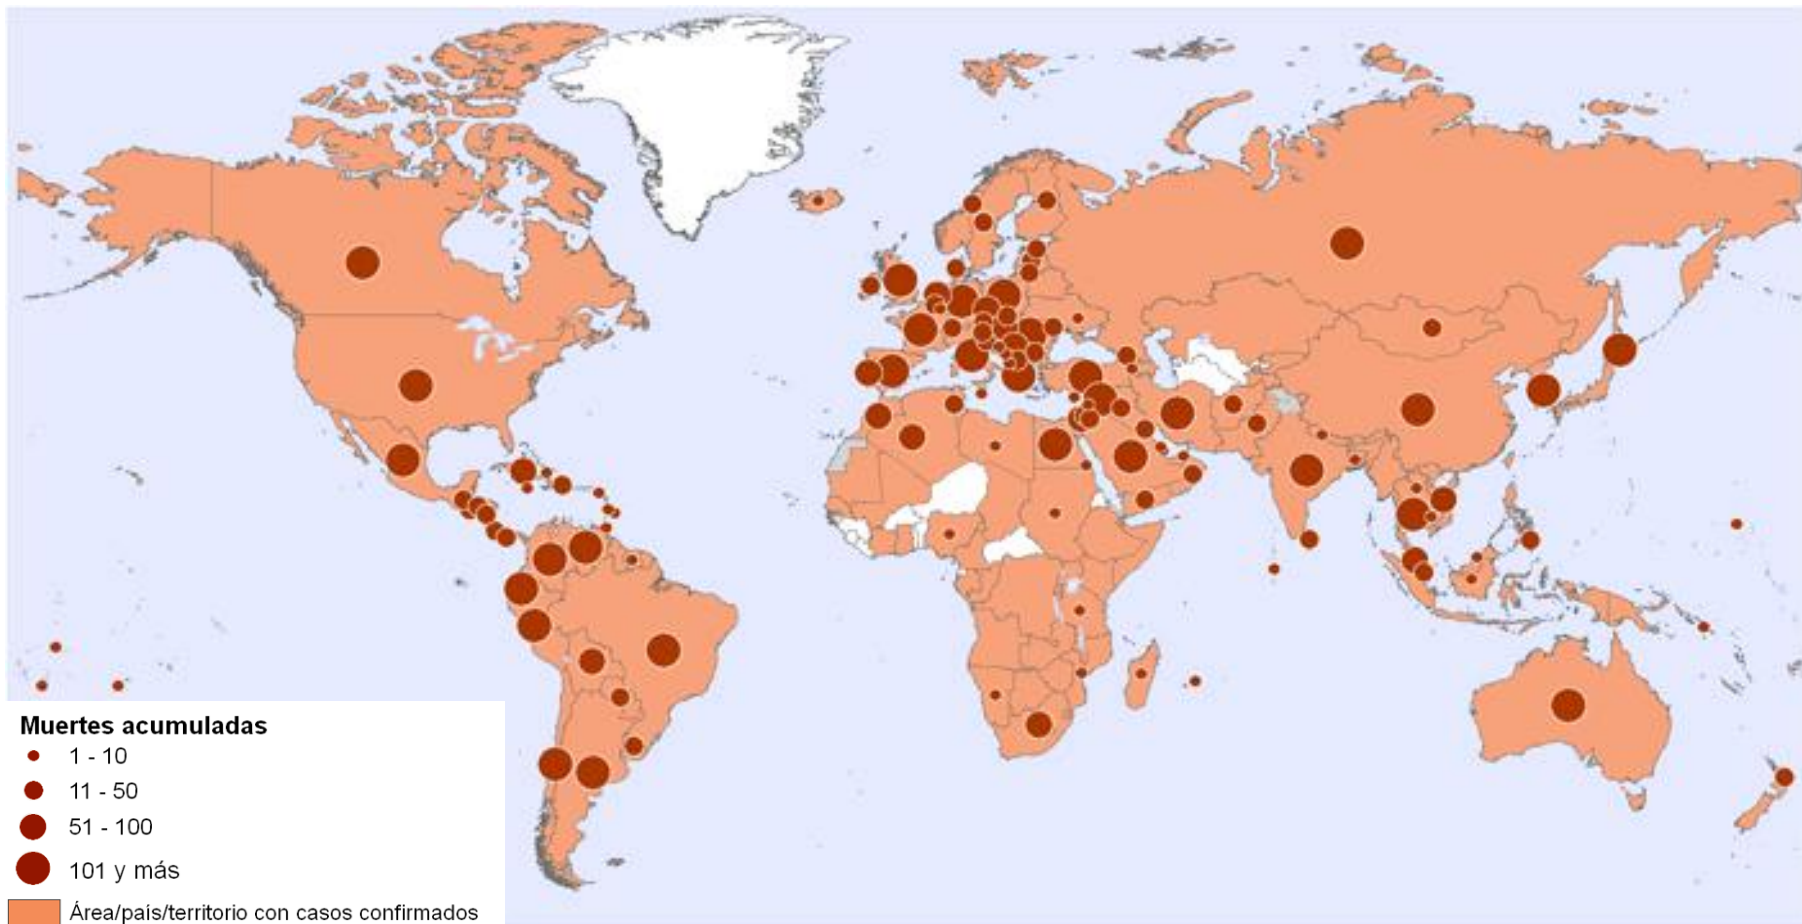 Muertes acumuladas
1 - 10
11 - 50
51 - 100
101 y más
Área/país/territorio con casos confirmados